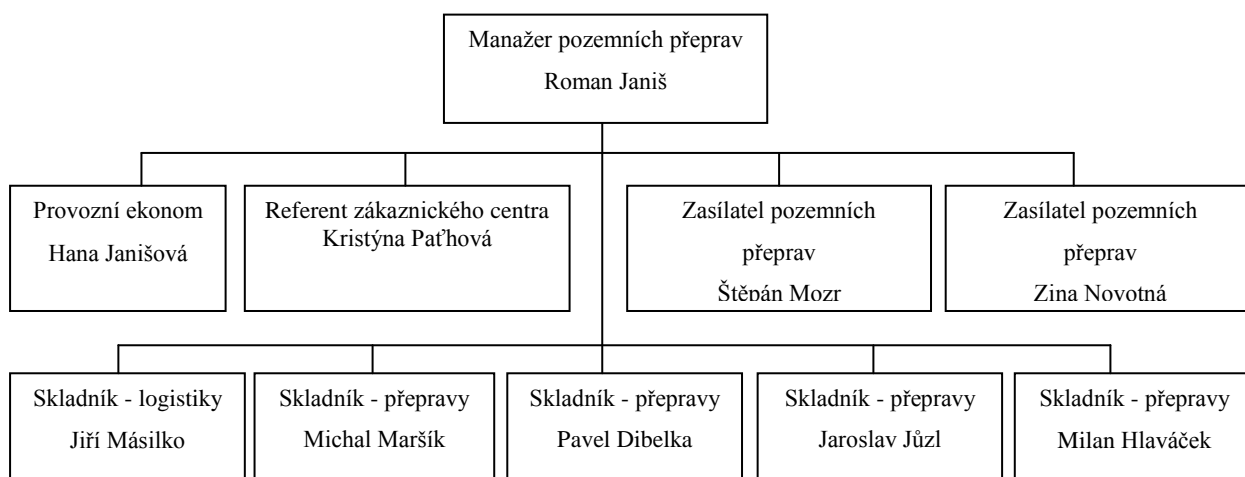 Manažer pozemních přeprav
Roman Janiš
Provozní ekonom
Hana Janišová
Referent zákaznického centra
Kristýna Paťhová
Zasílatel pozemních
přeprav
Štěpán Mozr
Zasílatel pozemních
přeprav
Zina Novotná
Skladník - logistiky
Jiří Másilko
Skladník - přepravy
Michal Maršík
Skladník - přepravy
Pavel Dibelka
Skladník - přepravy
Jaroslav Jůzl
Skladník - přepravy
Milan Hlaváček